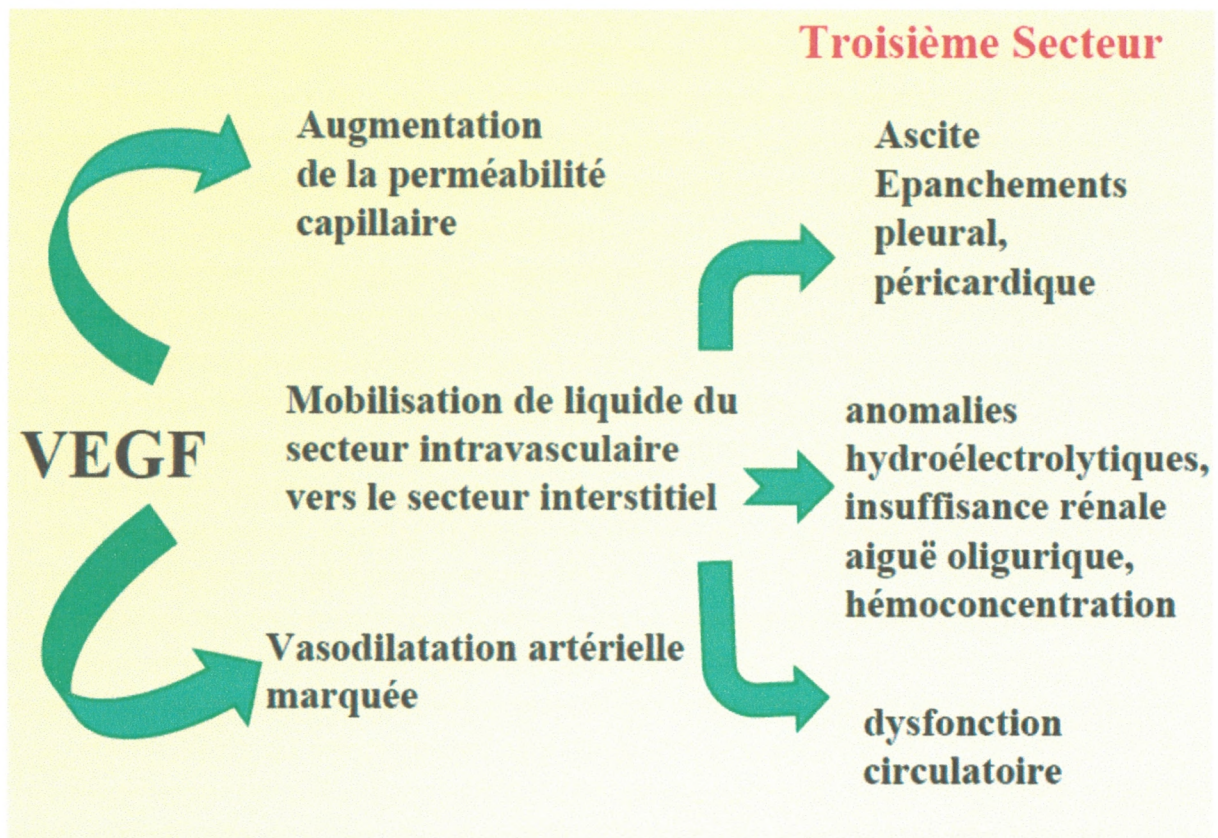 Troisième Secteur
Augmentation
de la perméabilité
capillaire
Ascite
Epanchements
pleural,
péricardique
VEGF
Mobilisation de liquide du
secteur intravasculaire
vers le secteur interstitiel
anomalies
hydroélectrolytiques,
insuffisance rénale
aiguë oligurique,
hémoconcentration
Vasodilatation artérielle
marquée
dysfonction
circulatoire